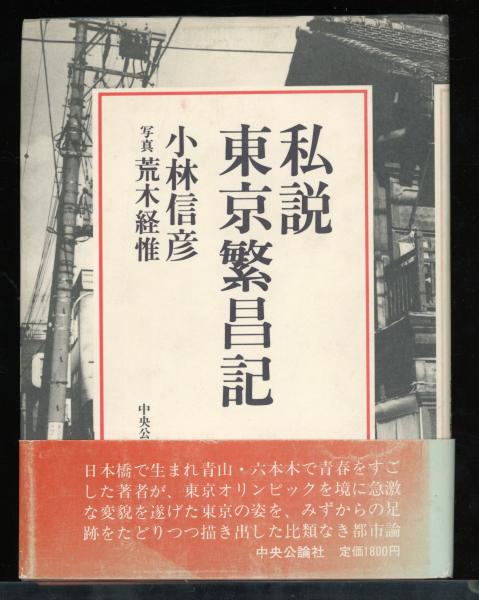 私説
東京繁昌記
小林信彦
写真 荒木経惟
中央公
日本橋で生まれ青山・六本木で青春をすご
した著者が、東京オリンピックを境に急激
な変貌を遂げた東京の姿を、みずからの足
跡をたどりつつ描き出した比類なき都市論
中央公論社 定価1800円